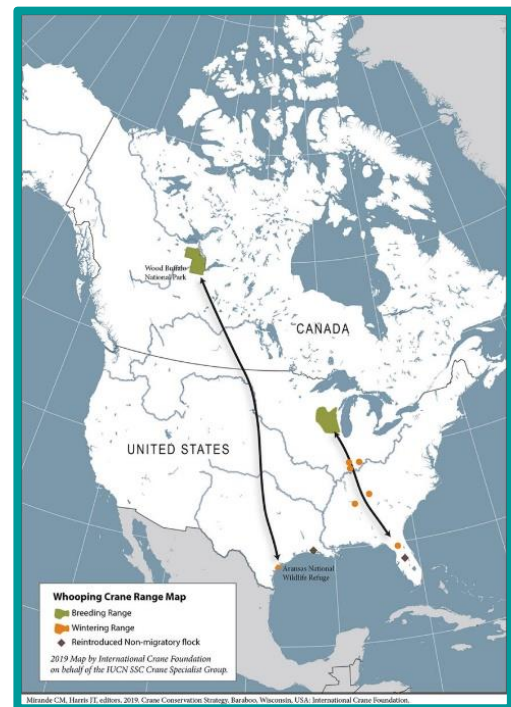 Wood Buffalo
National Park
CANADA
UNITED STATES
Aransas National
Wildlife Refuge
Whooping Crane Range Map
Breeding Range
Wintering Range
Reintroduced Non-migratory flock
2019 Map by International Crane Foundation
on behalf of the IUCN SSC Crane Specialist Group.
Mirande CM, Harris JT, editors, 2019. Crane Conservation Strategy. Baraboo, Wisconsin, USA: International Crane Foundation.